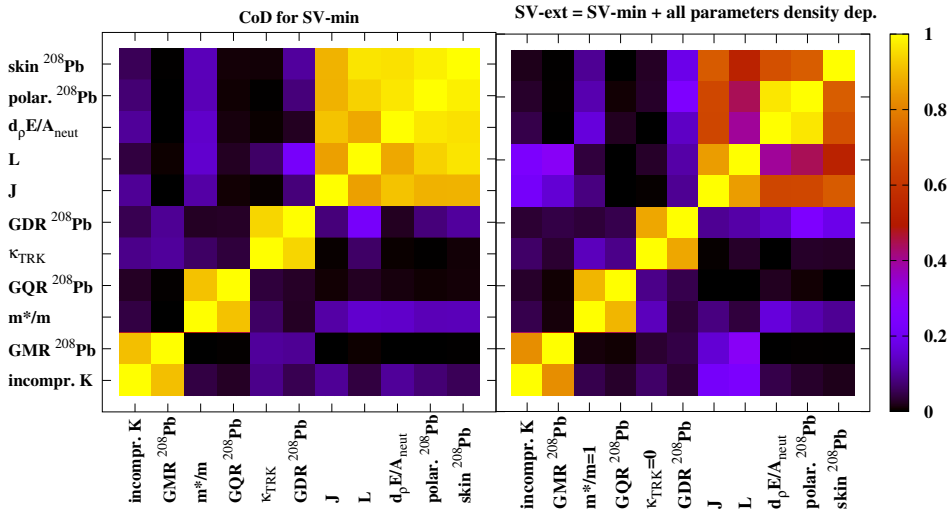 CoD for SV-min
SV-ext = SV-min + all parameters density dep.
skin ²⁰⁸Pb
polar. ²⁰⁸Pb
dᵨE/Aₙₑᵤₜ
L
J
GDR ²⁰⁸Pb
κ_TRK
GQR ²⁰⁸Pb
m*/m
GMR ²⁰⁸Pb
incompr. K
1
0.8
0.6
0.4
0.2
0
incompr. K
GMR ²⁰⁸Pb
m*/m
GQR ²⁰⁸Pb
κ_TRK
GDR ²⁰⁸Pb
J
L
dᵨE/Aₙₑᵤₜ
polar. ²⁰⁸Pb
skin ²⁰⁸Pb
incompr. K
GMR ²⁰⁸Pb
m*/m=1
GQR ²⁰⁸Pb
κ_TRK=0
GDR ²⁰⁸Pb
J
L
dᵨE/Aₙₑᵤₜ
polar. ²⁰⁸Pb
skin ²⁰⁸Pb